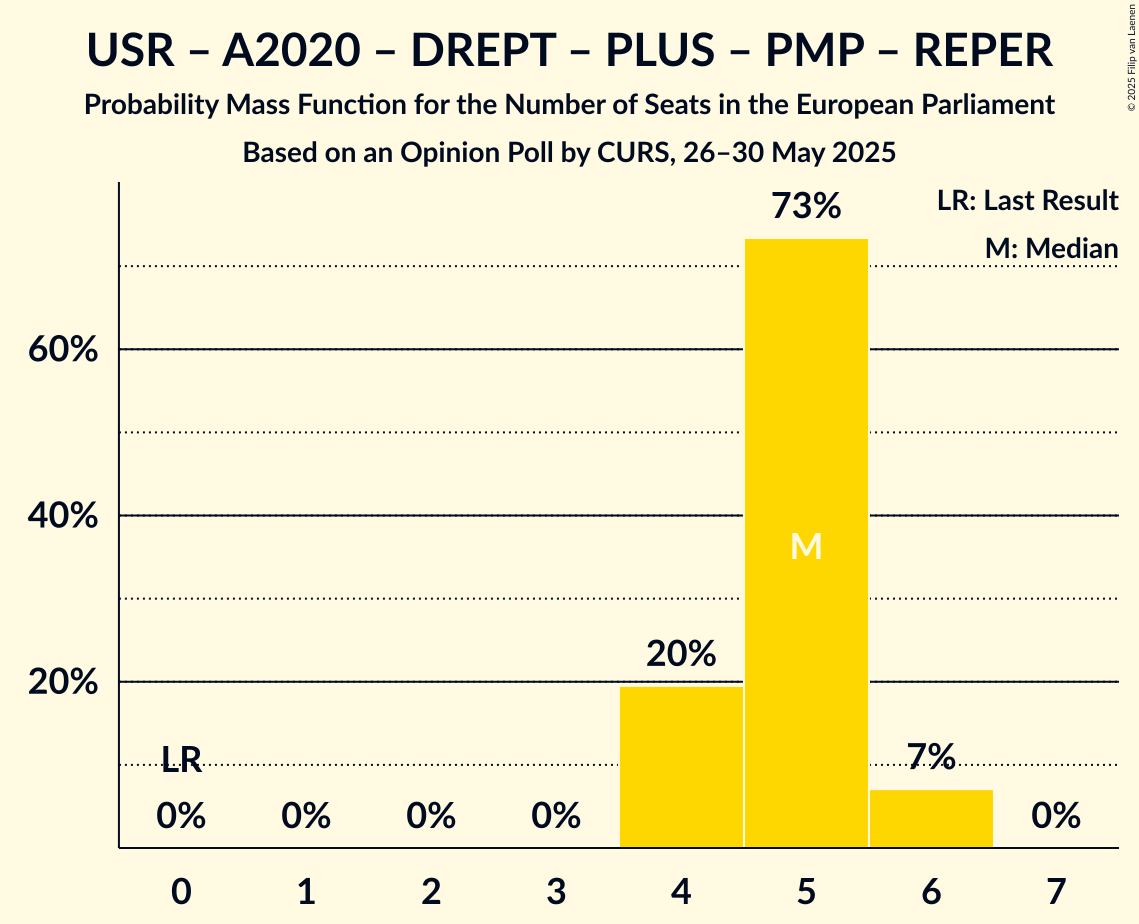 USR – A2020 – DREPT – PLUS – PMP – REPER
Probability Mass Function for the Number of Seats in the European Parliament
Based on an Opinion Poll by CURS, 26–30 May 2025
© 2025 Filip van Laenen
LR: Last Result
M: Median
73%
60%
40%
M
20%
20%
LR
7%
0% 0% 0% 0% 0%
0 1 2 3 4 5 6 7